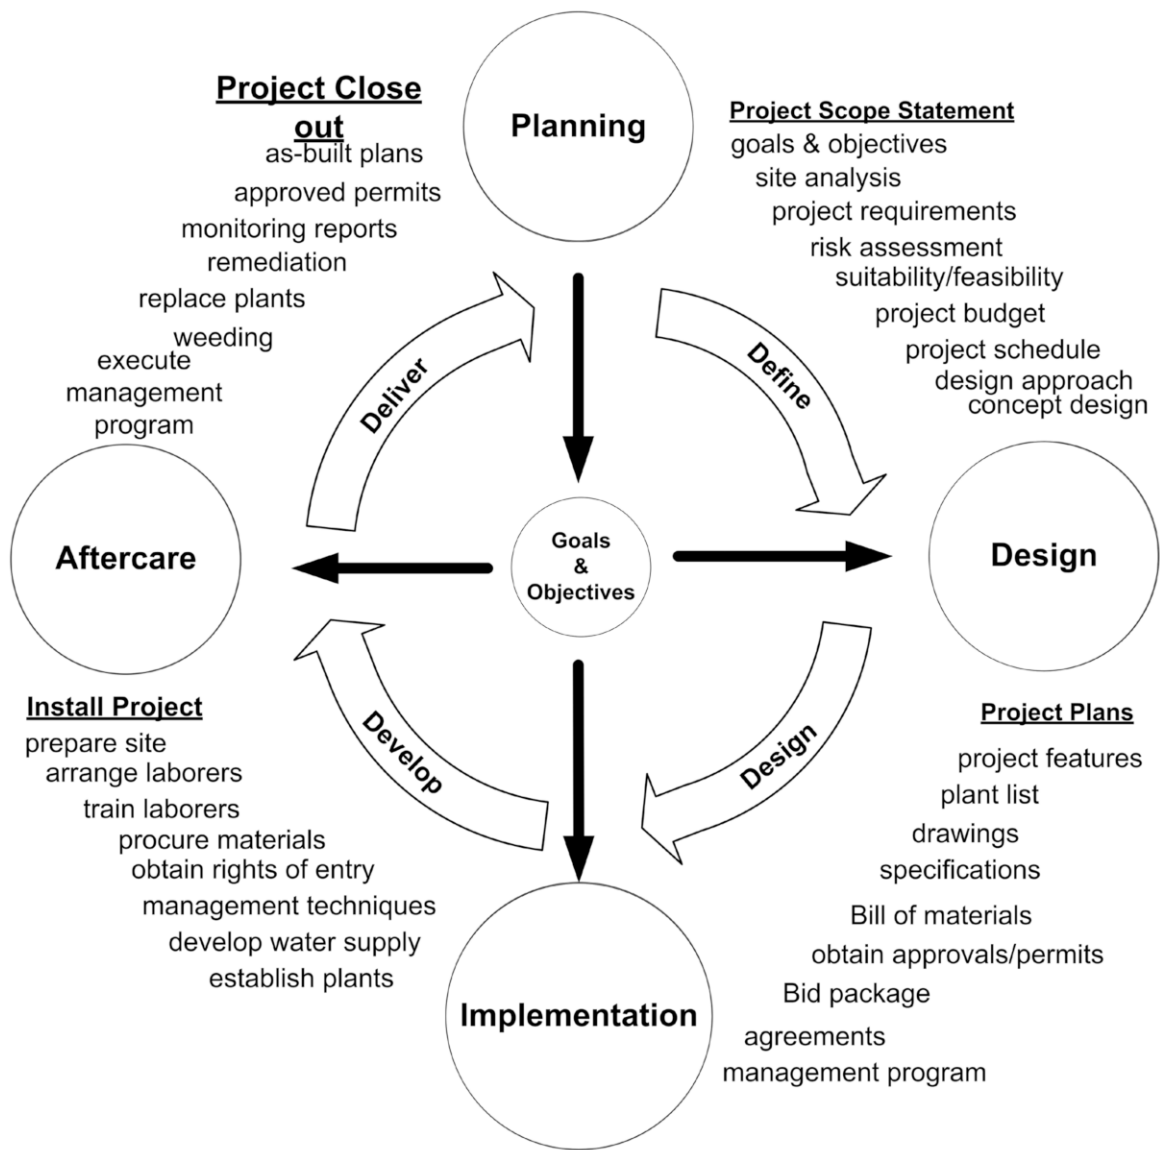 Planning
Project Scope Statement
goals & objectives
site analysis
project requirements
risk assessment
suitability/feasibility
project budget
project schedule
design approach
concept design
Define
Design
Project Plans
project features
plant list
drawings
specifications
Bill of materials
obtain approvals/permits
Bid package
agreements
management program
Design
Implementation
Install Project
prepare site
arrange laborers
train laborers
procure materials
obtain rights of entry
management techniques
develop water supply
establish plants
Develop
Aftercare
Project Close
out
as-built plans
approved permits
monitoring reports
remediation
replace plants
weeding
execute
management
program
Deliver
Goals
&
Objectives